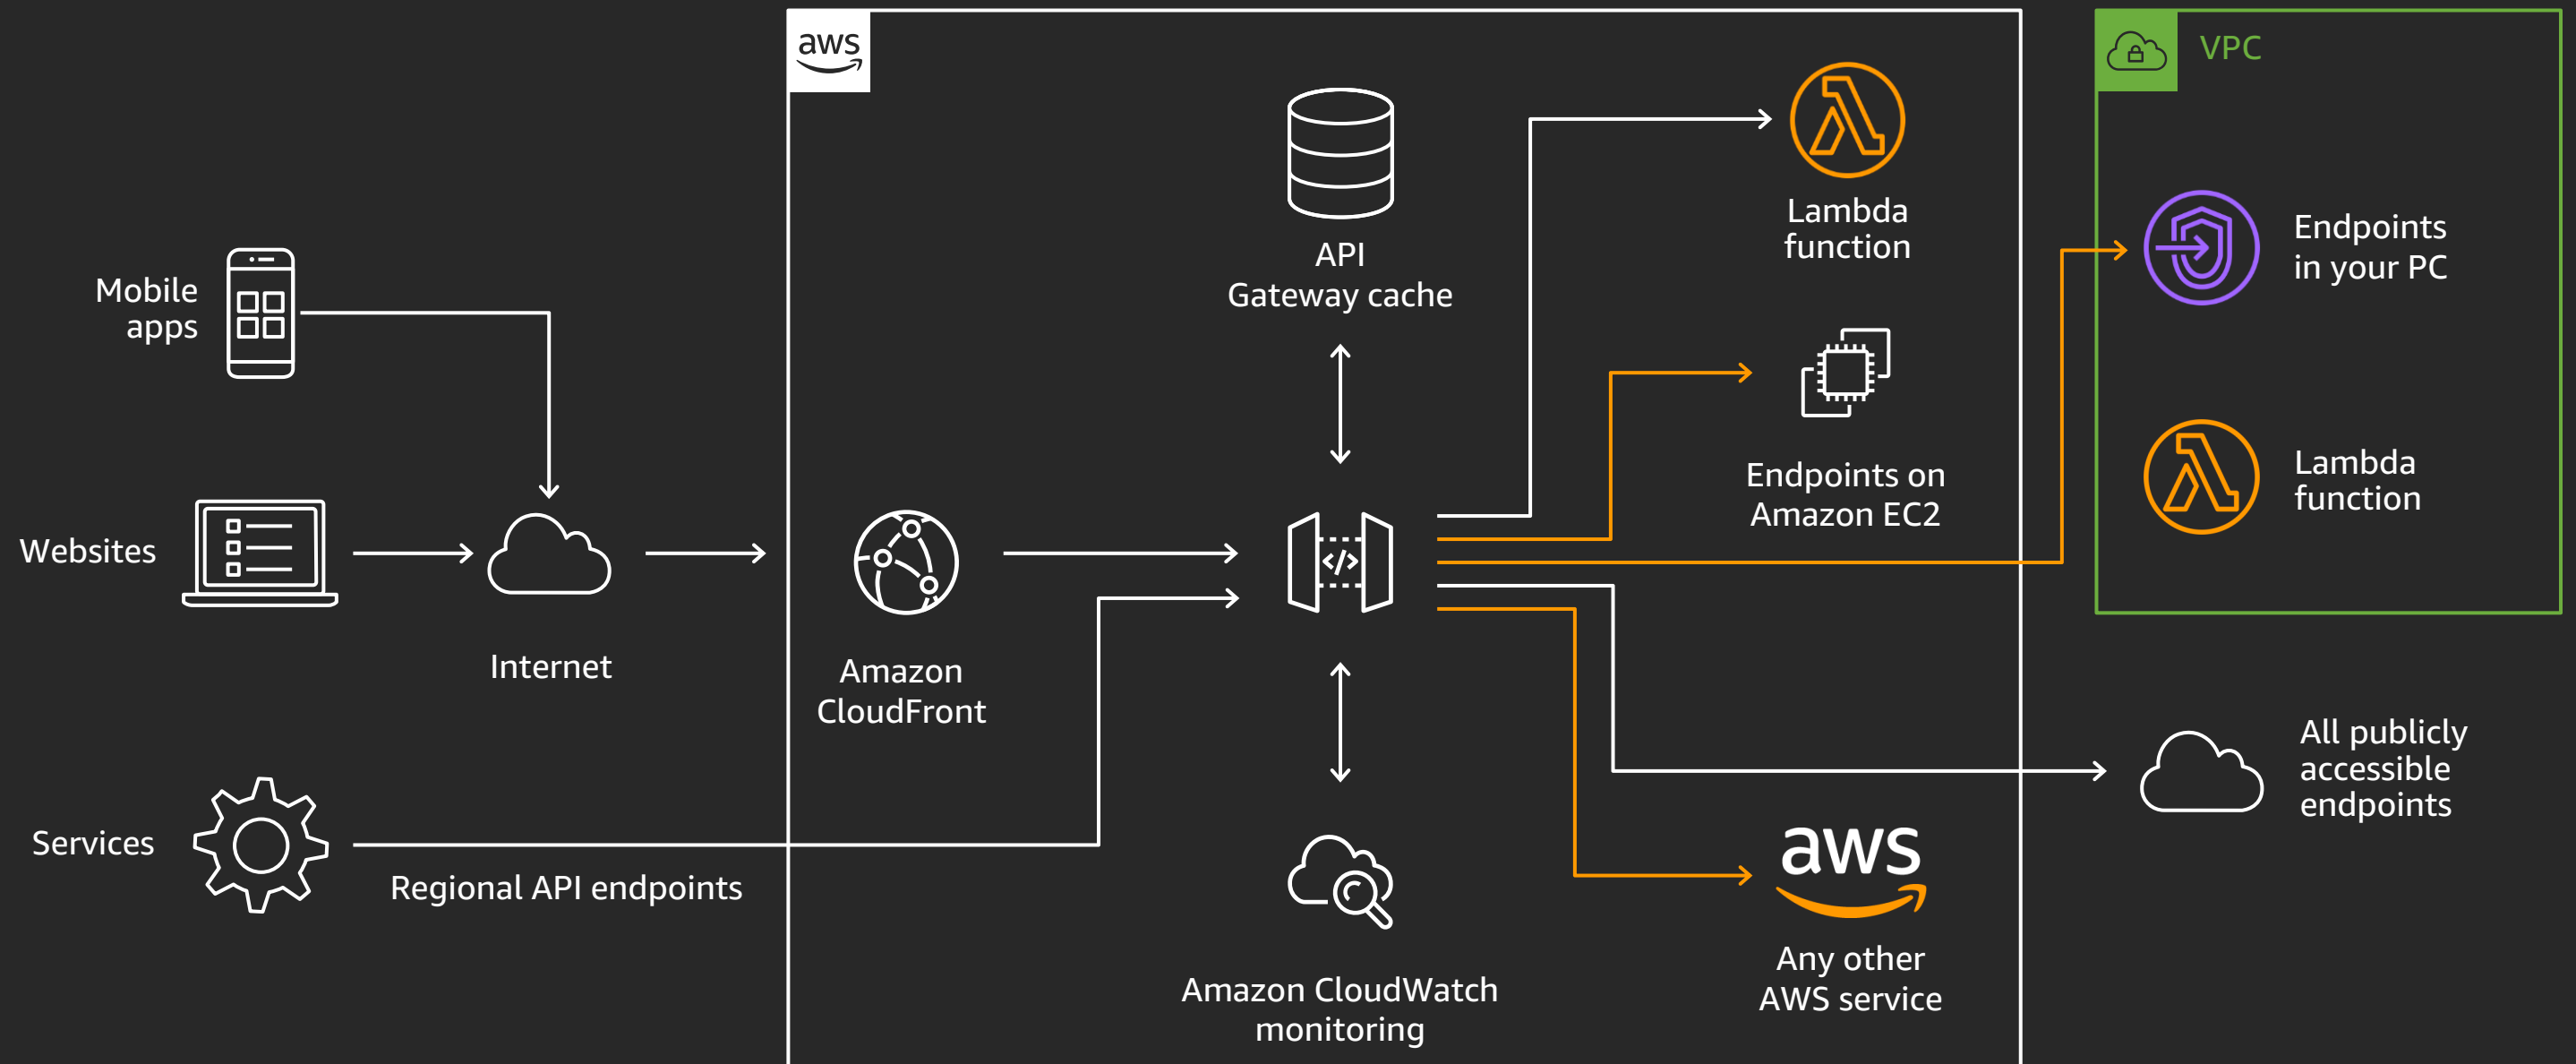 aws
VPC
Mobile
apps
Websites
Services
Internet
Regional API endpoints
Amazon
CloudFront
API
Gateway cache
</>
Amazon CloudWatch
monitoring
Lambda
function
Endpoints on
Amazon EC2
aws
Any other
AWS service
Endpoints
in your PC
Lambda
function
All publicly
accessible
endpoints